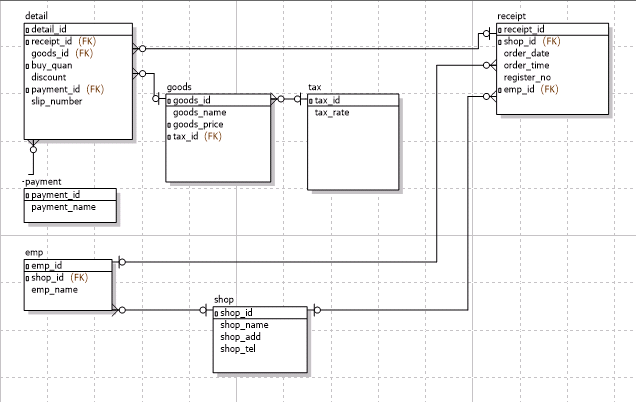 detail
detail_id
receipt_id (FK)
goods_id (FK)
buy_quan
discount
payment_id (FK)
slip_number
receipt
receipt_id
shop_id (FK)
order_date
order_time
register_no
emp_id (FK)
goods
goods_id
goods_name
goods_price
tax_id (FK)
tax
tax_id
tax_rate
payment
payment_id
payment_name
emp
emp_id
shop_id (FK)
emp_name
shop
shop_id
shop_name
shop_add
shop_tel